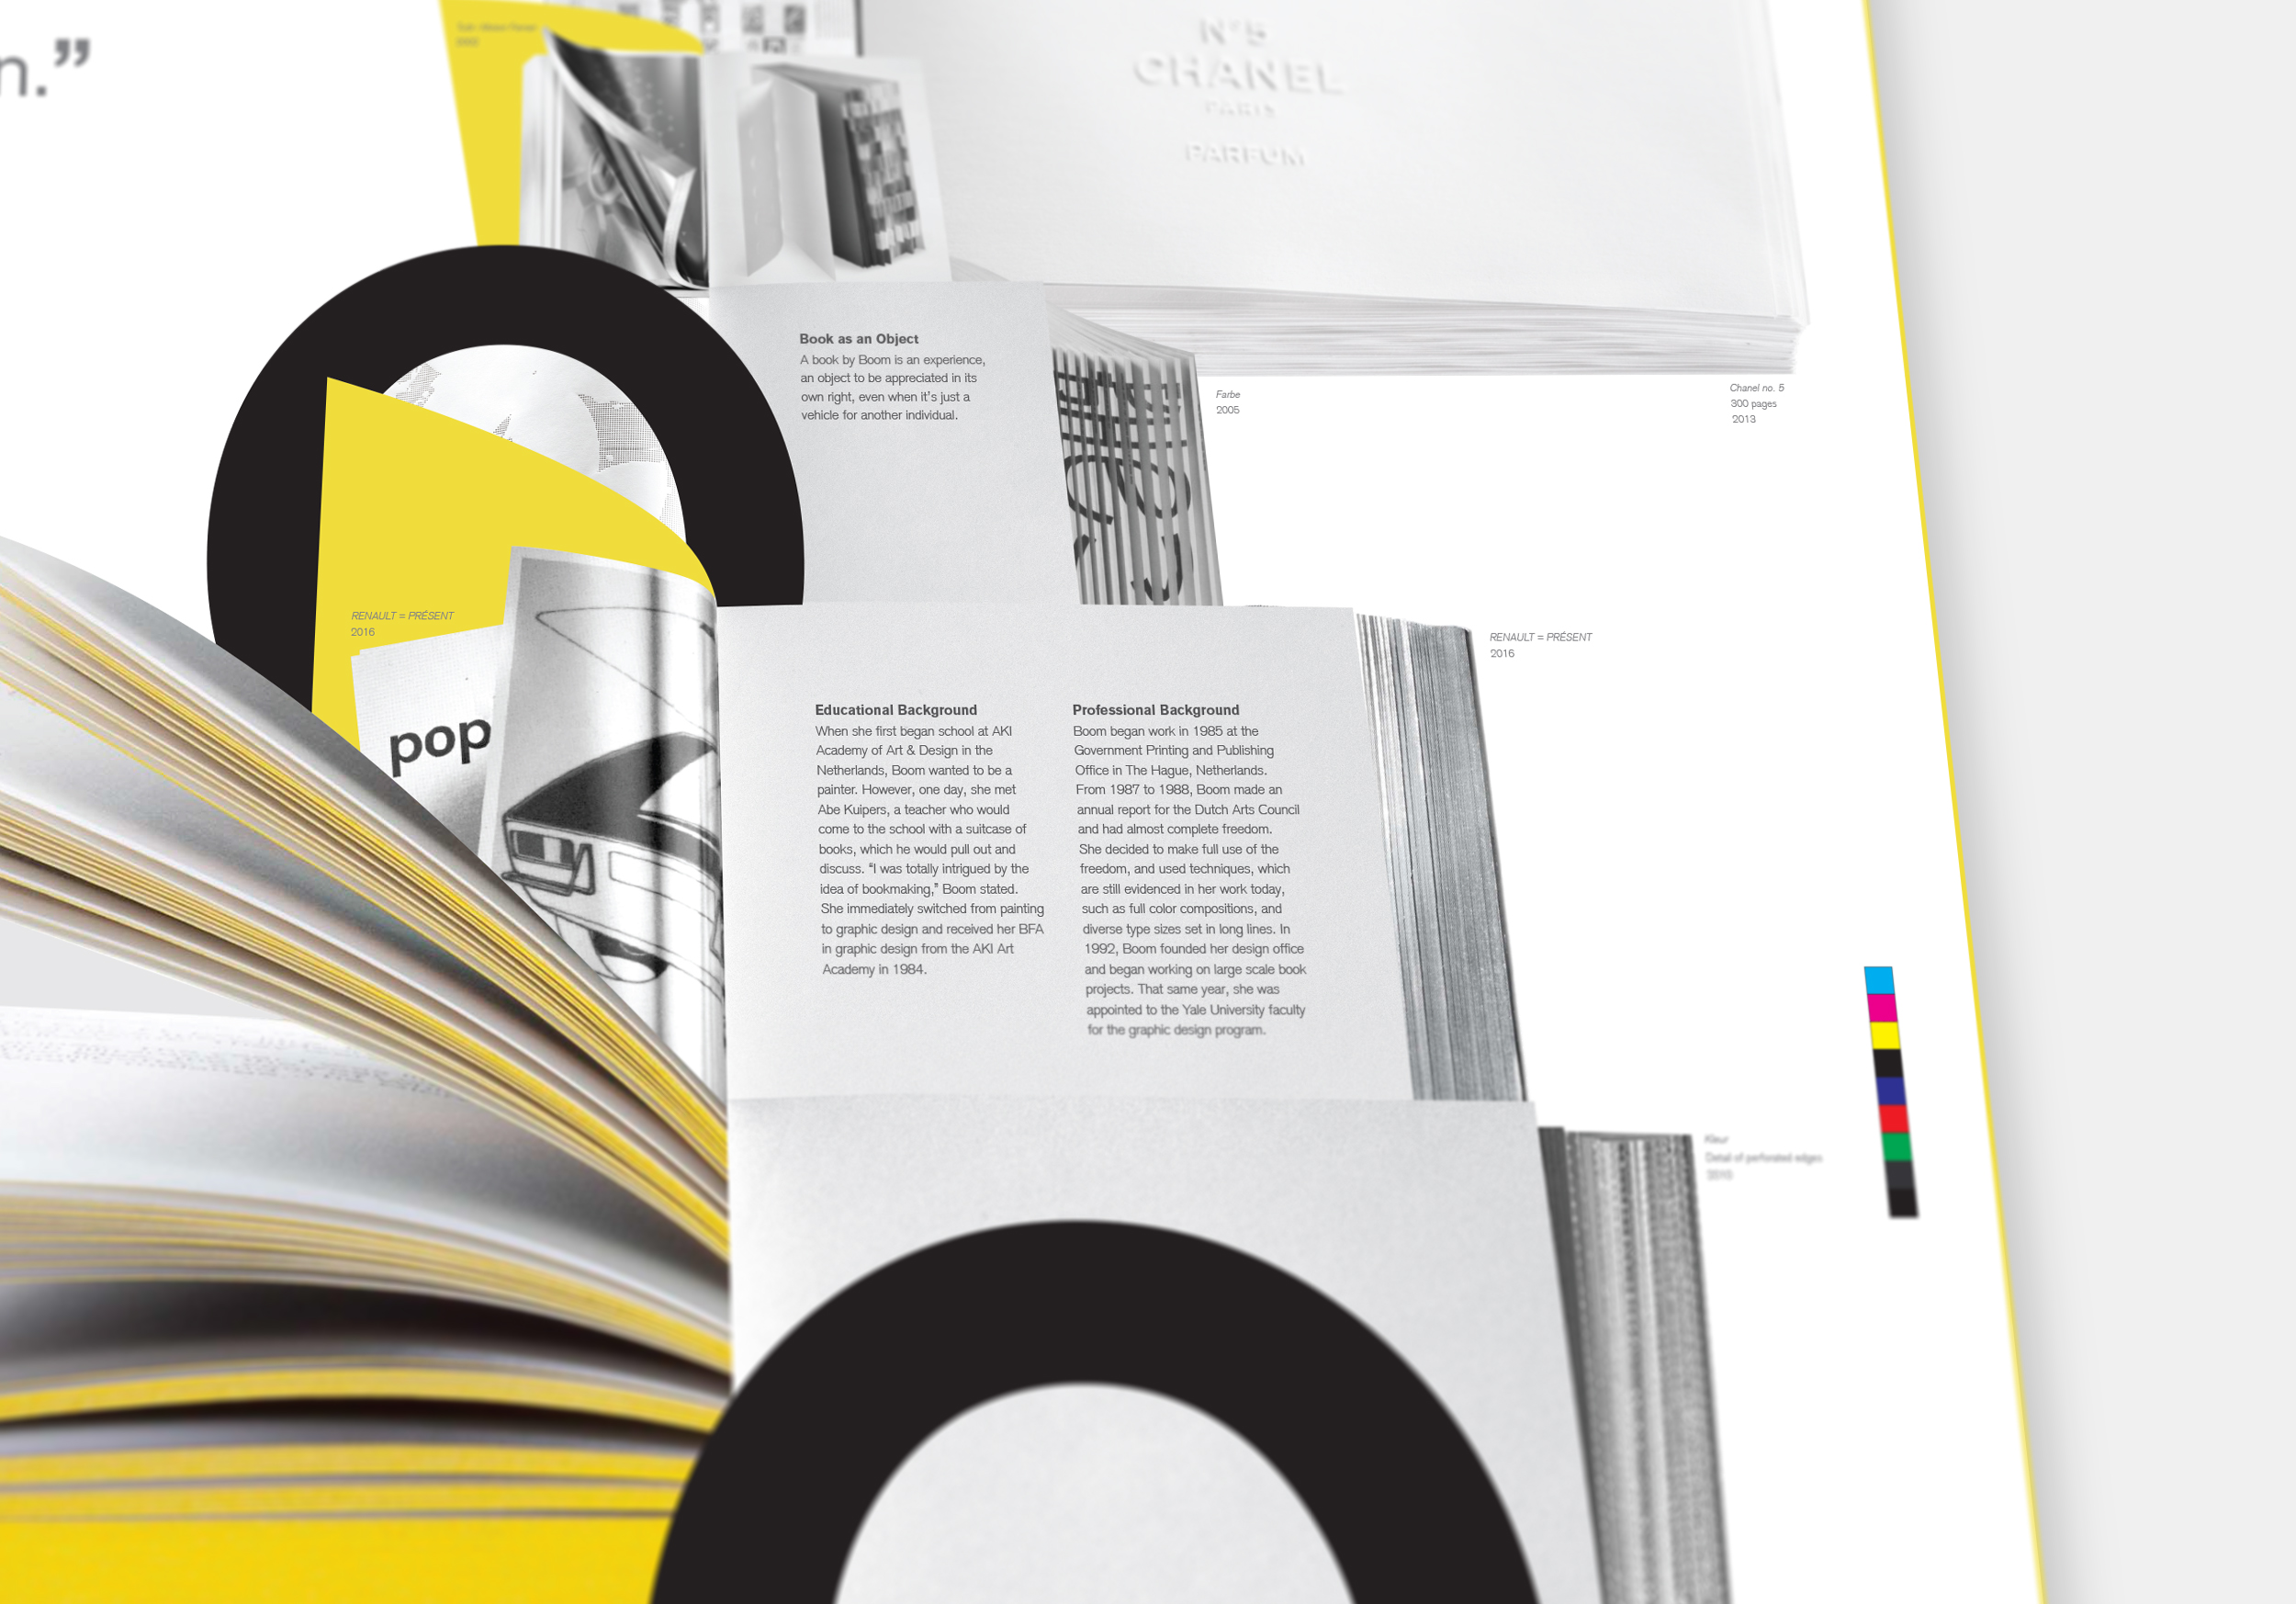 n.”
2002
N°5
CHANEL
PARIS
PARFUM
Book as an Object
A book by Boom is an experience,
an object to be appreciated in its
own right, even when it’s just a
vehicle for another individual.
Farbe
2005
Chanel no. 5
300 pages
2013
RENAULT = PRÉSENT
2016
pop
RENAULT = PRÉSENT
2016
Educational Background
When she first began school at AKI
Academy of Art & Design in the
Netherlands, Boom wanted to be a
painter. However, one day, she met
Abe Kuipers, a teacher who would
come to the school with a suitcase of
books, which he would pull out and
discuss. “I was totally intrigued by the
idea of bookmaking,” Boom stated.
She immediately switched from painting
to graphic design and received her BFA
in graphic design from the AKI Art
Academy in 1984.
Professional Background
Boom began work in 1985 at the
Government Printing and Publishing
Office in The Hague, Netherlands.
From 1987 to 1988, Boom made an
annual report for the Dutch Arts Council
and had almost complete freedom.
She decided to make full use of the
freedom, and used techniques, which
are still evidenced in her work today,
such as full color compositions, and
diverse type sizes set in long lines. In
1992, Boom founded her design office
and began working on large scale book
projects. That same year, she was
appointed to the Yale University faculty
for the graphic design program.
Kleur
Detail of perforated edges
2010